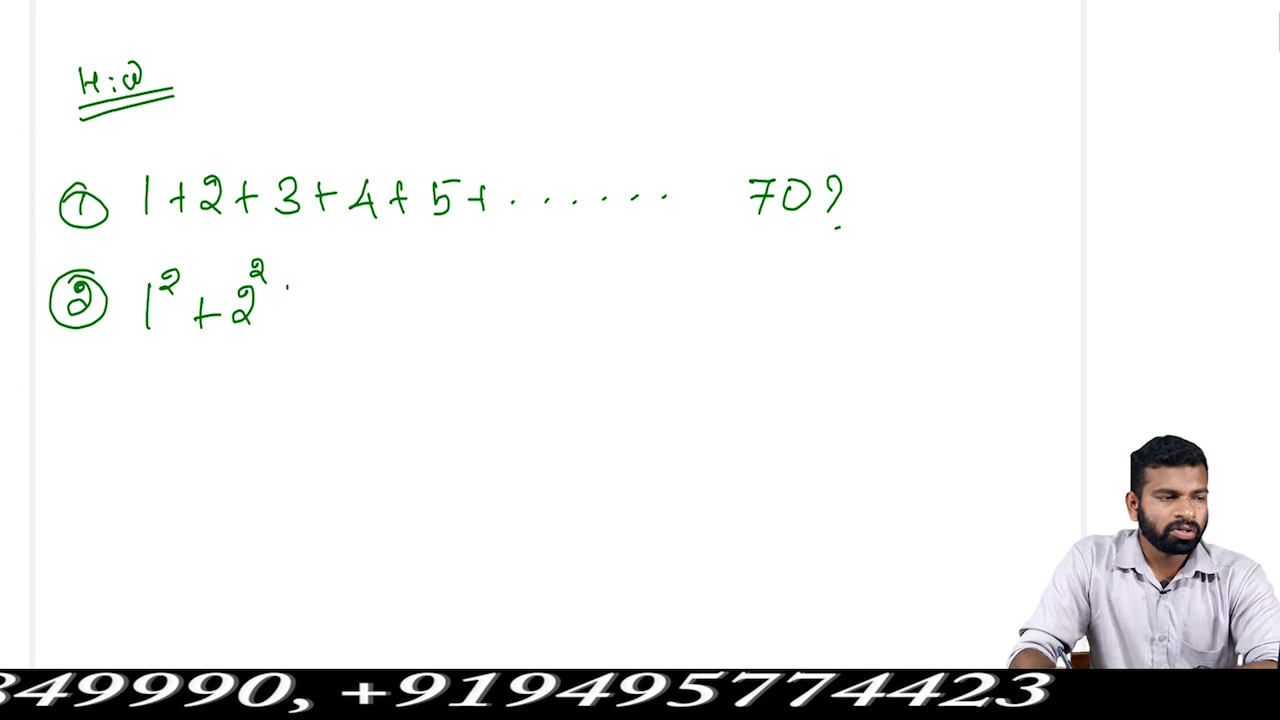 H:W
① 1+2+3+4+5+ . . . . . . 70?
② 1² + 2² .
349990, +919495774423